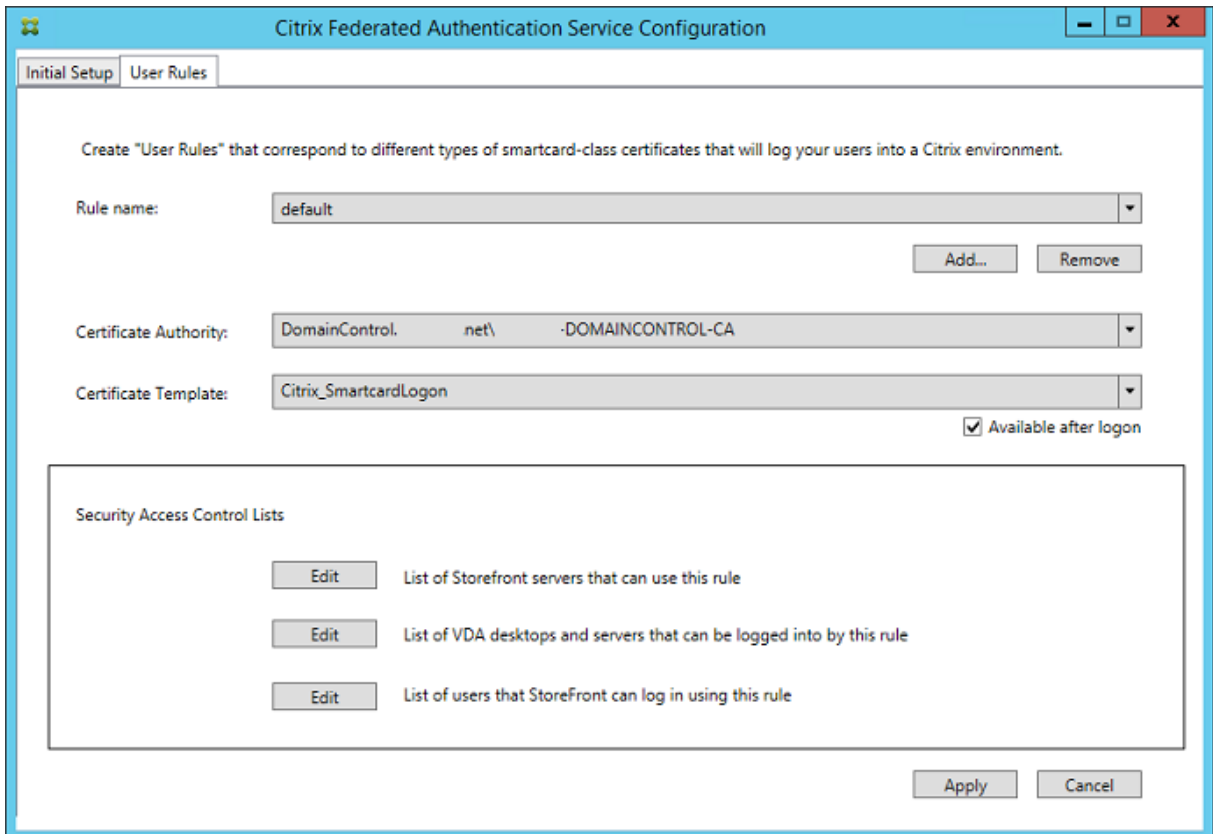 Citrix Federated Authentication Service Configuration
Initial Setup User Rules
Create "User Rules" that correspond to different types of smartcard-class certificates that will log your users into a Citrix environment.
Rule name: default
Add... Remove
Certificate Authority: DomainControl. .net\ -DOMAINCONTROL-CA
Certificate Template: Citrix_SmartcardLogon
Available after logon
Security Access Control Lists
Edit List of Storefront servers that can use this rule
Edit List of VDA desktops and servers that can be logged into by this rule
Edit List of users that StoreFront can log in using this rule
Apply Cancel